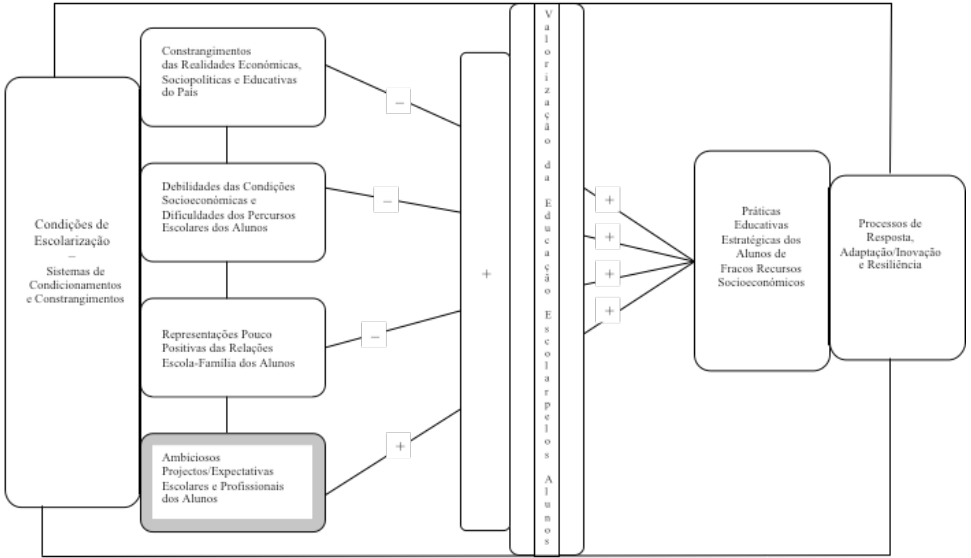 Condições de
Escolarização
–
Sistemas de
Condicionamentos
e Constrangimentos
Constrangimentos
das Realidades Económicas,
Sociopolíticas e Educativas
do País
Debilidades das Condições
Socioeconómicas e
Dificuldades dos Percursos
Escolares dos Alunos
Representações Pouco
Positivas das Relações
Escola-Família dos Alunos
Ambiciosos
Projectos/Expectativas
Escolares e Profissionais
dos Alunos
–
–
–
+
+
Valorização da Educação Escolar pelos Alunos
+
+
+
+
Práticas
Educativas
Estratégicas dos
Alunos de
Fracos Recursos
Socioeconómicos
Processos de
Resposta,
Adaptação/Inovação
e Resiliência